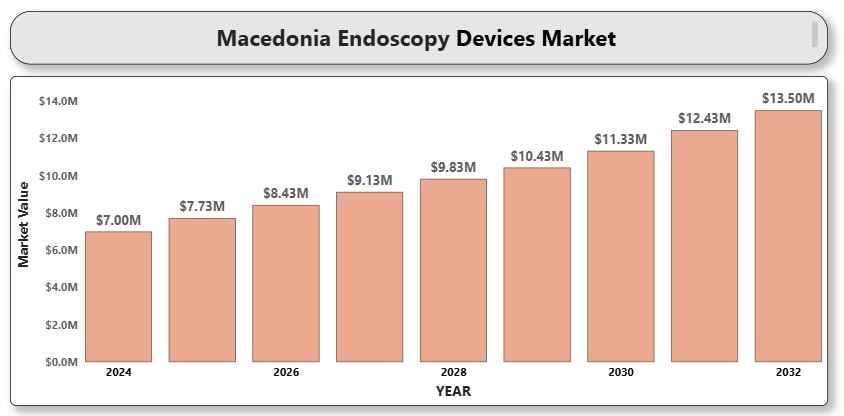 Macedonia Endoscopy Devices Market
Market Value
$14.0M
$12.0M
$10.0M
$8.0M
$6.0M
$4.0M
$2.0M
$0.0M
$7.00M
$7.73M
$8.43M
$9.13M
$9.83M
$10.43M
$11.33M
$12.43M
$13.50M
2024
2026
2028
2030
2032
YEAR